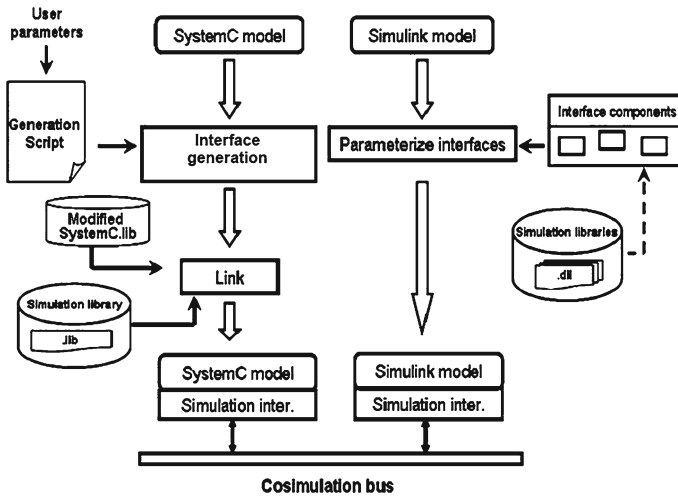 User
parameters
SystemC model
Simulink model
Generation
Script
Interface
generation
Parameterize interfaces
Interface components
Modified
SystemC.lib
Link
Simulation libraries
.dll
Simulation library
.lib
SystemC model
Simulation inter.
Simulink model
Simulation inter.
Cosimulation bus